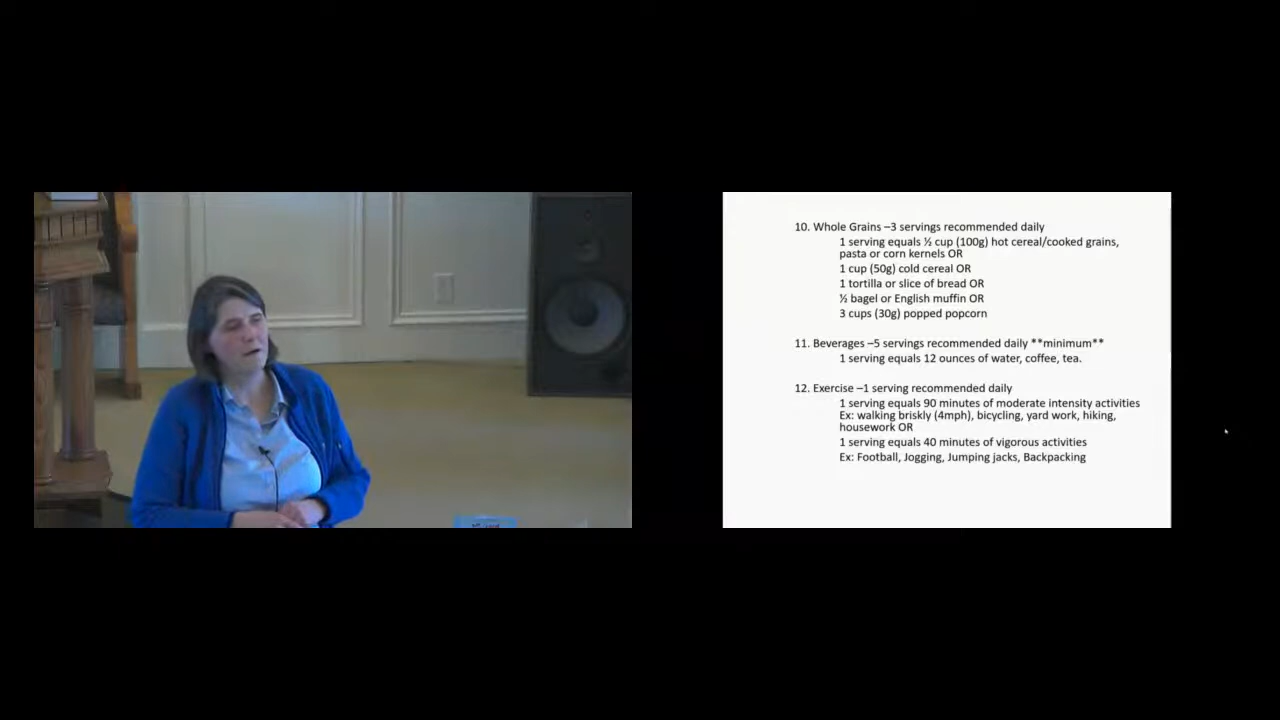 10. Whole Grains –3 servings recommended daily
1 serving equals ½ cup (100g) hot cereal/cooked grains,
pasta or corn kernels OR
1 cup (50g) cold cereal OR
1 tortilla or slice of bread OR
½ bagel or English muffin OR
3 cups (30g) popped popcorn
11. Beverages –5 servings recommended daily **minimum**
1 serving equals 12 ounces of water, coffee, tea.
12. Exercise –1 serving recommended daily
1 serving equals 90 minutes of moderate intensity activities
Ex: walking briskly (4mph), bicycling, yard work, hiking,
housework OR
1 serving equals 40 minutes of vigorous activities
Ex: Football, Jogging, Jumping jacks, Backpacking